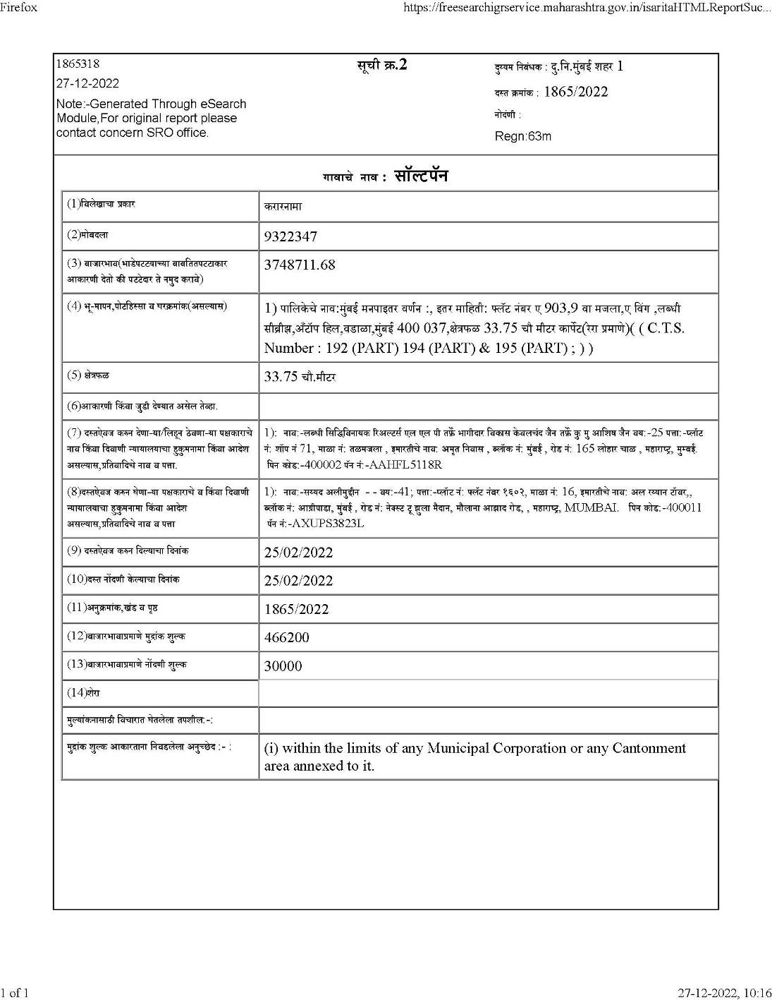 Firefox
https://freesearchigrservice.maharashtra.gov.in/isaritaHTMLReportSuc...
1865318
27-12-2022
Note:-Generated Through eSearch
Module,For original report please
contact concern SRO office.
सूची क्र.2
दुय्यम निबंधक : दु.नि.मुंबई शहर 1
दस्त क्रमांक : 1865/2022
नोदंणी :
Regn:63m
गावाचे नाव : सॉल्टपॅन
(1)विलेखाचा प्रकार
करारनामा
(2)मोबदला
9322347
(3) बाजारभाव(भाडेपटटयाच्या बाबतितपटटाकार
आकारणी देतो की पटटेदार ते नमुद करावे)
3748711.68
(4) भू-मापन,पोटहिस्सा व घरक्रमांक(असल्यास)
1) पालिकेचे नाव:मुंबई मनपाइतर वर्णन :, इतर माहिती: फ्लॅट नंबर ए 903,9 वा मजला,ए विंग ,लब्धी
सीब्रीझ,अँटॉप हिल,वडाळा,मुंबई 400 037,क्षेत्रफळ 33.75 चौ मीटर कार्पेट(रेरा प्रमाणे)( ( C.T.S.
Number : 192 (PART) 194 (PART) & 195 (PART) ; ) )
(5) क्षेत्रफळ
33.75 चौ.मीटर
(6)आकारणी किंवा जुडी देण्यात असेल तेव्हा.
(7) दस्तऐवज करुन देणा-या/लिहून ठेवणा-या पक्षकाराचे
नाव किंवा दिवाणी न्यायालयाचा हुकुमनामा किंवा आदेश
असल्यास,प्रतिवादिचे नाव व पत्ता.
1): नाव:-लब्धी सिद्धिविनायक रिअल्टर्स एल एल पी तर्फे भागीदार विकास केवलचंद जैन तर्फे कु मु आशिष जैन वय:-25 पत्ता:-प्लॉट
नं: शॉप नं 71, माळा नं: तळमजला , इमारतीचे नाव: अमृत निवास , ब्लॉक नं: मुंबई , रोड नं: 165 लोहार चाळ , महाराष्ट्र, मुम्बई.
पिन कोड:-400002 पॅन नं:-AAHFL5118R
(8)दस्तऐवज करुन घेणा-या पक्षकाराचे व किंवा दिवाणी
न्यायालयाचा हुकुमनामा किंवा आदेश
असल्यास,प्रतिवादिचे नाव व पत्ता
1): नाव:-सय्यद अलीमुद्दीन - - वय:-41; पत्ता:-प्लॉट नं: फ्लॅट नंबर १६०२, माळा नं: 16, इमारतीचे नाव: अल रय्यान टॉवर,,
ब्लॉक नं: आग्रीपाडा, मुंबई , रोड नं: नेक्स्ट टू झुला मैदान, मौलाना आझाद रोड, , महाराष्ट्र, MUMBAI. पिन कोड:-400011
पॅन नं:-AXUPS3823L
(9) दस्तऐवज करुन दिल्याचा दिनांक
25/02/2022
(10)दस्त नोंदणी केल्याचा दिनांक
25/02/2022
(11)अनुक्रमांक,खंड व पृष्ठ
1865/2022
(12)बाजारभावाप्रमाणे मुद्रांक शुल्क
466200
(13)बाजारभावाप्रमाणे नोंदणी शुल्क
30000
(14)शेरा
मुल्यांकनासाठी विचारात घेतलेला तपशील:-:
मुद्रांक शुल्क आकारताना निवडलेला अनुच्छेद :- :
(i) within the limits of any Municipal Corporation or any Cantonment
area annexed to it.
1 of 1
27-12-2022, 10:16